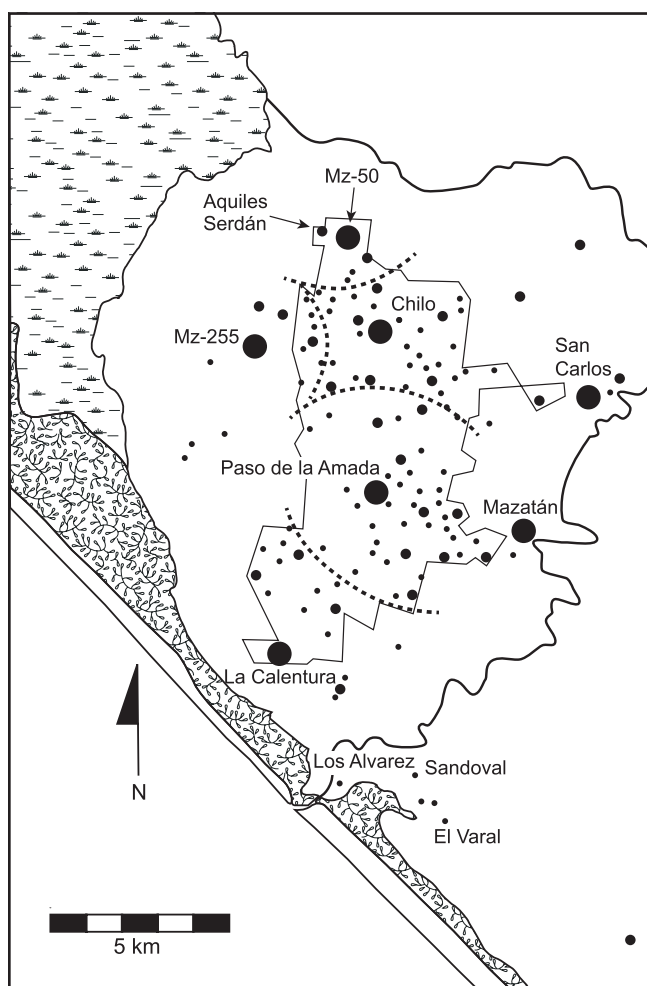 Mz-50
Aquiles
Serdán
Chilo
Mz-255
San
Carlos
Paso de la Amada
Mazatán
La Calentura
Los Alvarez
Sandoval
N
El Varal
5 km